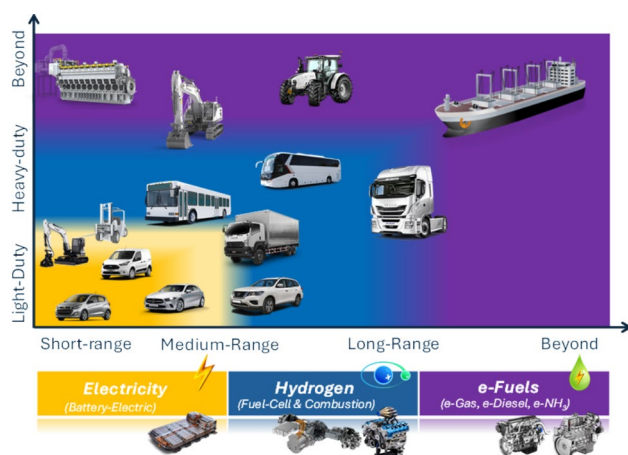 Beyond
Heavy-duty
Light-Duty
Short-range
Medium-Range
Long-Range
Beyond
Electricity
(Battery-Electric)
Hydrogen
(Fuel-Cell & Combustion)
e-Fuels
(e-Gas, e-Diesel, e-NH₃)